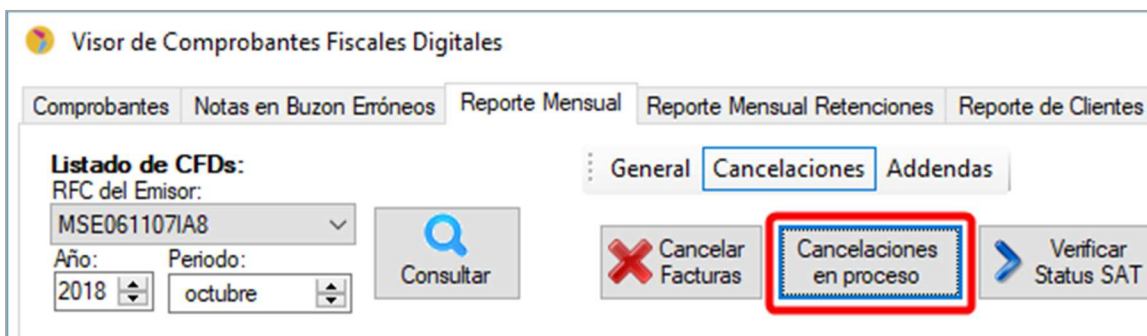 Visor de Comprobantes Fiscales Digitales
Comprobantes Notas en Buzon Erróneos Reporte Mensual Reporte Mensual Retenciones Reporte de Clientes
Listado de CFDs:
RFC del Emisor:
MSE061107IA8
Año: Periodo:
2018 octubre
Consultar
General Cancelaciones Addendas
Cancelar
Facturas
Cancelaciones
en proceso
Verificar
Status SAT